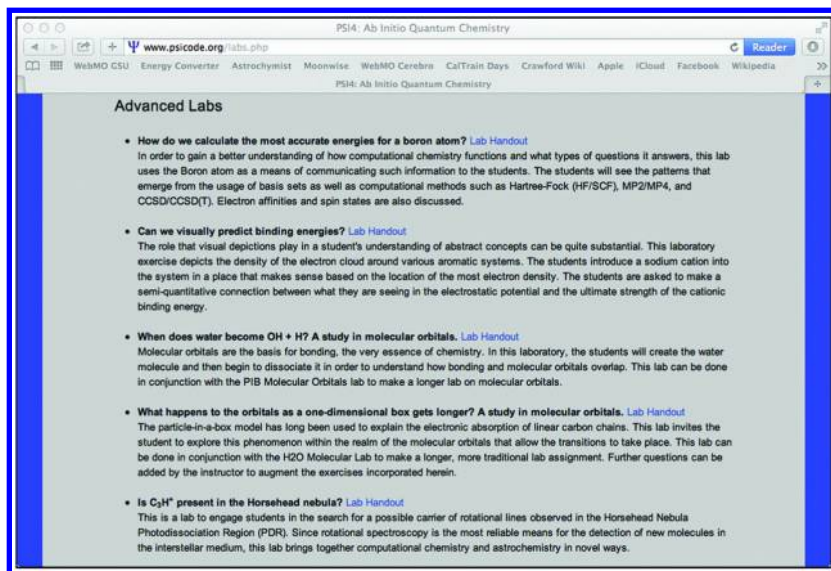 PSI4: Ab Initio Quantum Chemistry
www.psicode.org/labs.php
Reader
WebMO GSU Energy Converter Astrochymist Moonwise WebMO Cerebro CalTrain Days Crawford Wiki Apple iCloud Facebook Wikipedia
PSI4: Ab Initio Quantum Chemistry
Advanced Labs
• How do we calculate the most accurate energies for a boron atom? Lab Handout
In order to gain a better understanding of how computational chemistry functions and what types of questions it answers, this lab
uses the Boron atom as a means of communicating such information to the students. The students will see the patterns that
emerge from the usage of basis sets as well as computational methods such as Hartree-Fock (HF/SCF), MP2/MP4, and
CCSD/CCSD(T). Electron affinities and spin states are also discussed.
• Can we visually predict binding energies? Lab Handout
The role that visual depictions play in a student's understanding of abstract concepts can be quite substantial. This laboratory
exercise depicts the density of the electron cloud around various aromatic systems. The students introduce a sodium cation into
the system in a place that makes sense based on the location of the most electron density. The students are asked to make a
semi-quantitative connection between what they are seeing in the electrostatic potential and the ultimate strength of the cationic
binding energy.
• When does water become OH + H? A study in molecular orbitals. Lab Handout
Molecular orbitals are the basis for bonding, the very essence of chemistry. In this laboratory, the students will create the water
molecule and then begin to dissociate it in order to understand how bonding and molecular orbitals overlap. This lab can be done
in conjunction with the PIB Molecular Orbitals lab to make a longer lab on molecular orbitals.
• What happens to the orbitals as a one-dimensional box gets longer? A study in molecular orbitals. Lab Handout
The particle-in-a-box model has long been used to explain the electronic absorption of linear carbon chains. This lab invites the
student to explore this phenomenon within the realm of the molecular orbitals that allow the transitions to take place. This lab can
be done in conjunction with the H2O Molecular Lab to make a longer, more traditional lab assignment. Further questions can be
added by the instructor to augment the exercises incorporated herein.
• Is C₃H⁺ present in the Horsehead nebula? Lab Handout
This is a lab to engage students in the search for a possible carrier of rotational lines observed in the Horsehead Nebula
Photodissociation Region (PDR). Since rotational spectroscopy is the most reliable means for the detection of new molecules in
the interstellar medium, this lab brings together computational chemistry and astrochemistry in novel ways.